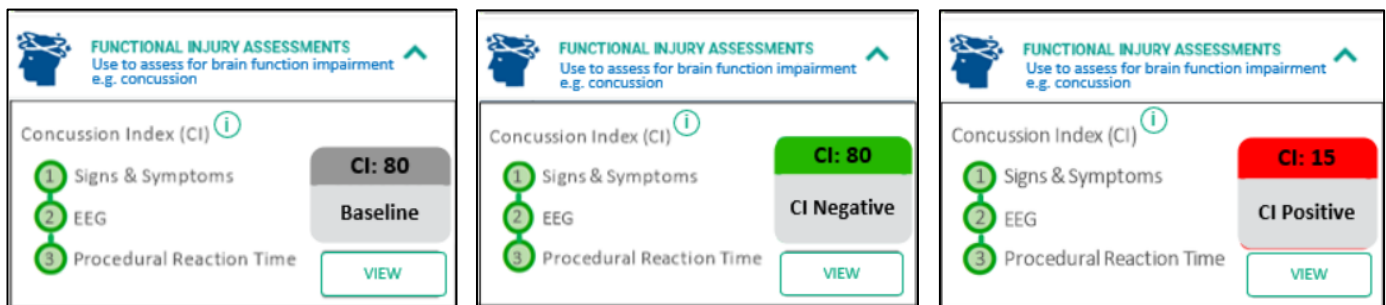 FUNCTIONAL INJURY ASSESSMENTS
Use to assess for brain function impairment
e.g. concussion
Concussion Index (CI) i
1 Signs & Symptoms
2 EEG
3 Procedural Reaction Time
CI: 80
Baseline
VIEW
FUNCTIONAL INJURY ASSESSMENTS
Use to assess for brain function impairment
e.g. concussion
Concussion Index (CI) i
1 Signs & Symptoms
2 EEG
3 Procedural Reaction Time
CI: 80
CI Negative
VIEW
FUNCTIONAL INJURY ASSESSMENTS
Use to assess for brain function impairment
e.g. concussion
Concussion Index (CI) i
1 Signs & Symptoms
2 EEG
3 Procedural Reaction Time
CI: 15
CI Positive
VIEW